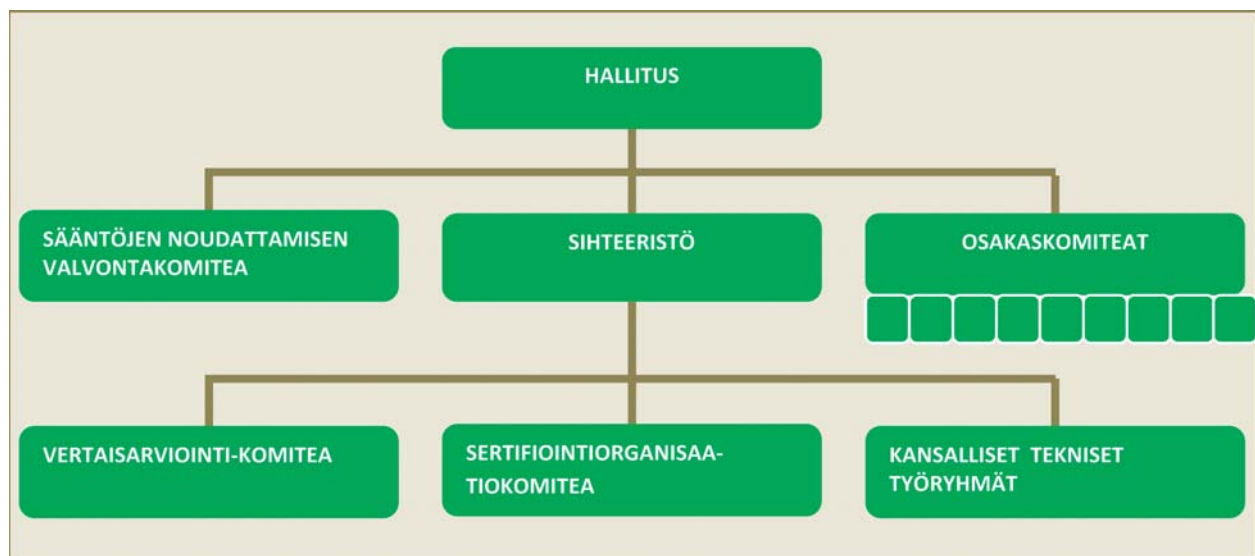 HALLITUS
SÄÄNTÖJEN NOUDATTAMISEN
VALVONTAKOMITEA
SIHTEERISTÖ
OSAKASKOMITEAT
VERTAISARVIOINTI-KOMITEA
SERTIFIOINTIORGANISAA-
TIOKOMITEA
KANSALLISET TEKNISET
TYÖRYHMÄT